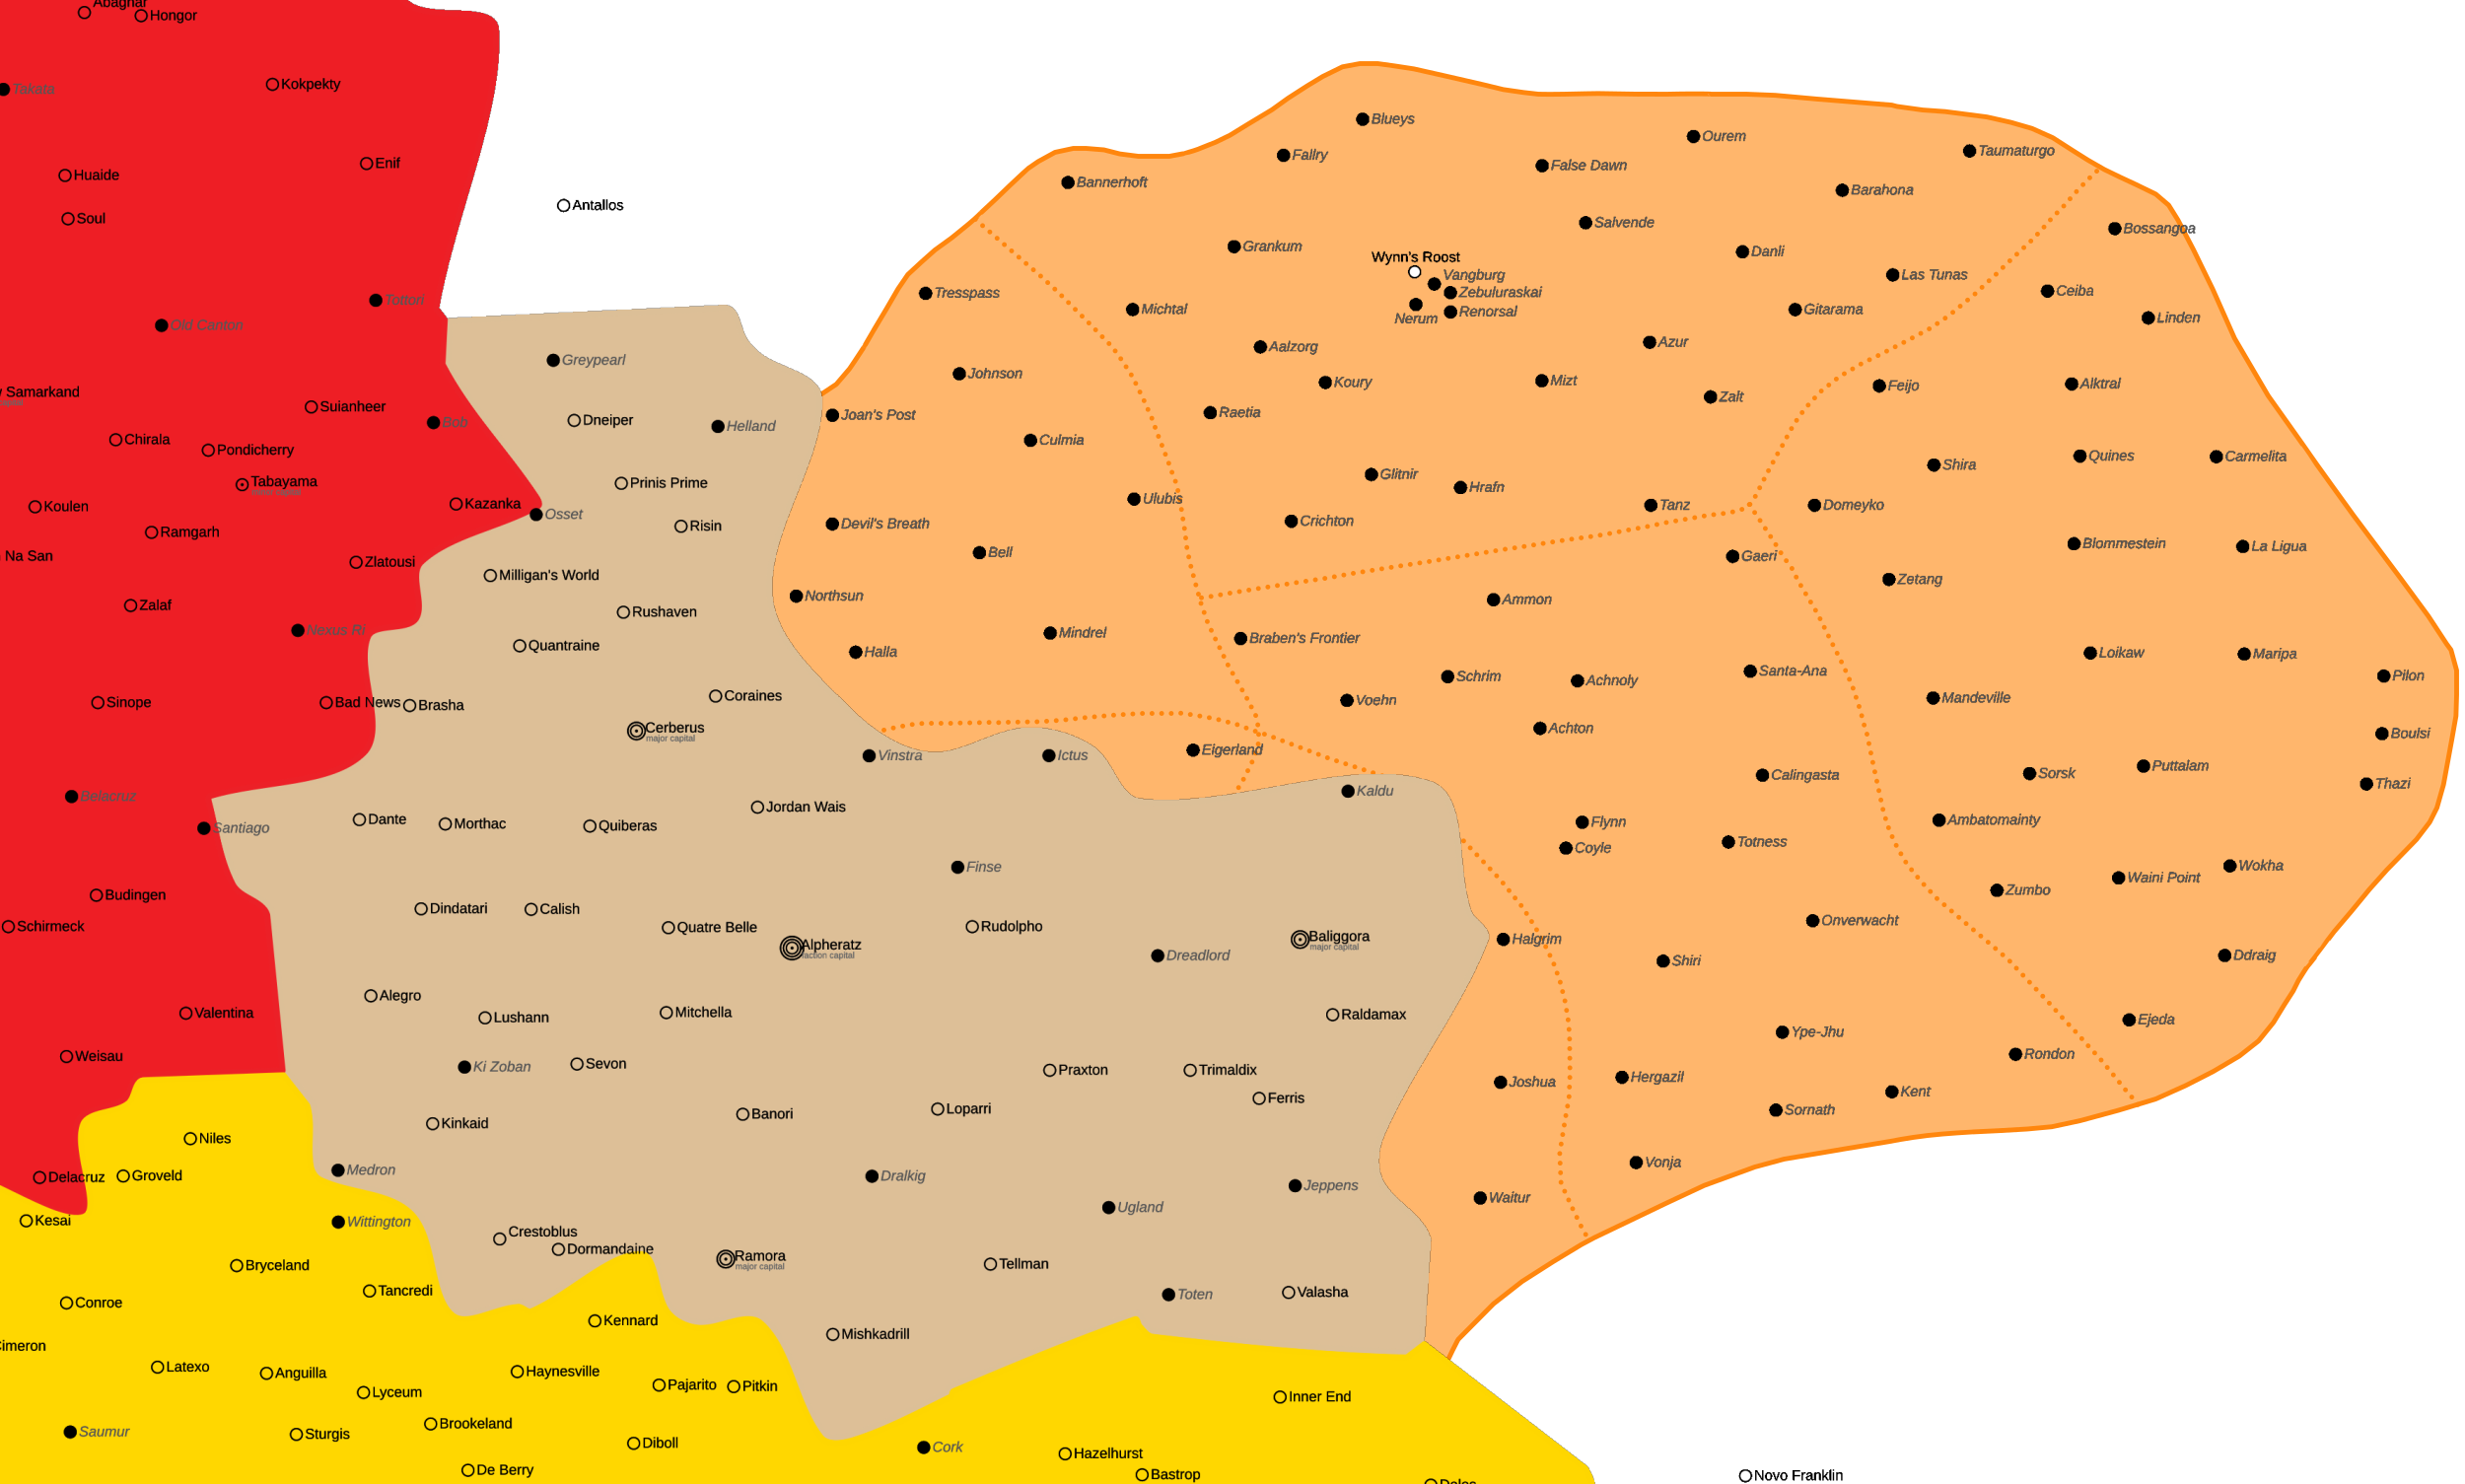 Abagnar
Hongor
Kokpekty
Takata
Blueys
Ourem
Taumaturgo
Fallry
Enif
False Dawn
Huaide
Bannerhoft
Barahona
Antallos
Soul
Salvende
Bossangoa
Grankum
Danli
Wynn's Roost
Vangburg
Las Tunas
Tresspass
Zebuluraskai
Ceiba
Tottori
Michtal
Nerum
Renorsal
Gitarama
Linden
Old Canton
Azur
Aalzorg
Greypearl
Johnson
Koury
Mizt
Feijo
Alktral
Samarkand
Zalt
Suianheer
Raetia
Joan's Post
Dneiper
Bob
Helland
Chirala
Culmia
Pondicherry
Quines
Carmelita
Shira
Glitnir
Tabayama
Prinis Prime
Hrafn
Ulubis
Kazanka
Koulen
Tanz
Domeyko
Osset
Crichton
Devil's Breath
Risin
Ramgarh
Blommestein
La Ligua
Bell
Na San
Gaeri
Zlatousi
Milligan's World
Zetang
Northsun
Ammon
Zalaf
Rushaven
Nexus Ri
Mindrel
Braben's Frontier
Quantraine
Halla
Loikaw
Maripa
Santa-Ana
Schrim
Pilon
Achnoly
Coraines
Mandeville
Voehn
Sinope
Bad News
Brasha
Cerberus
major capital
Achton
Boulsi
Eigerland
Vinstra
Ictus
Puttalam
Sorsk
Calingasta
Thazi
Kaldu
Belacruz
Jordan Wais
Dante
Morthac
Quiberas
Flynn
Ambatomainty
Santiago
Totness
Coyle
Finse
Wokha
Waini Point
Zumbo
Budingen
Dindatari
Calish
Onverwacht
Schirmeck
Quatre Belle
Rudolpho
Baliggora
major capital
Halgrim
Alpheratz
faction capital
Dreadlord
Ddraig
Shiri
Alegro
Valentina
Mitchella
Raldamax
Lushann
Ejeda
Ype-Jhu
Weisau
Rondon
Sevon
Ki Zoban
Praxton
Trimaldix
Hergazil
Joshua
Kent
Ferris
Loparri
Sornath
Banori
Kinkaid
Niles
Vonja
Medron
Groveld
Delacruz
Dralkig
Jeppens
Waitur
Ugland
Kesai
Wittington
Crestoblus
Dormandaine
Ramora
major capital
Bryceland
Tellman
Tancredi
Valasha
Toten
Conroe
Kennard
Mishkadrill
Cimeron
Latexo
Anguilla
Haynesville
Pajarito
Pitkin
Lyceum
Inner End
Brookeland
Saumur
Sturgis
Diboll
Cork
Hazelhurst
De Berry
Bastrop
Novo Franklin